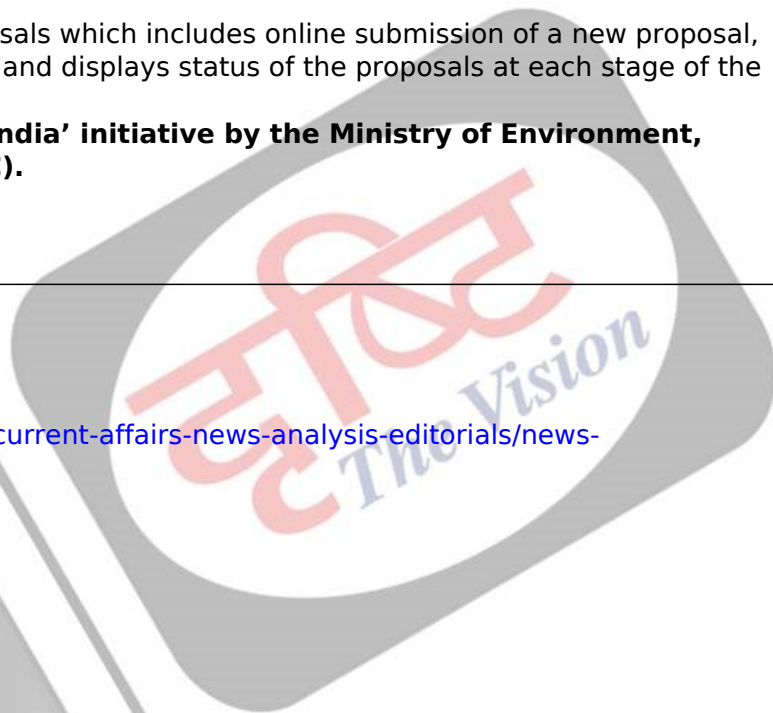 sals which includes online submission of a new proposal,
and displays status of the proposals at each stage of the
ndia’ initiative by the Ministry of Environment,
).
दृष्टि
The Vision
current-affairs-news-analysis-editorials/news-